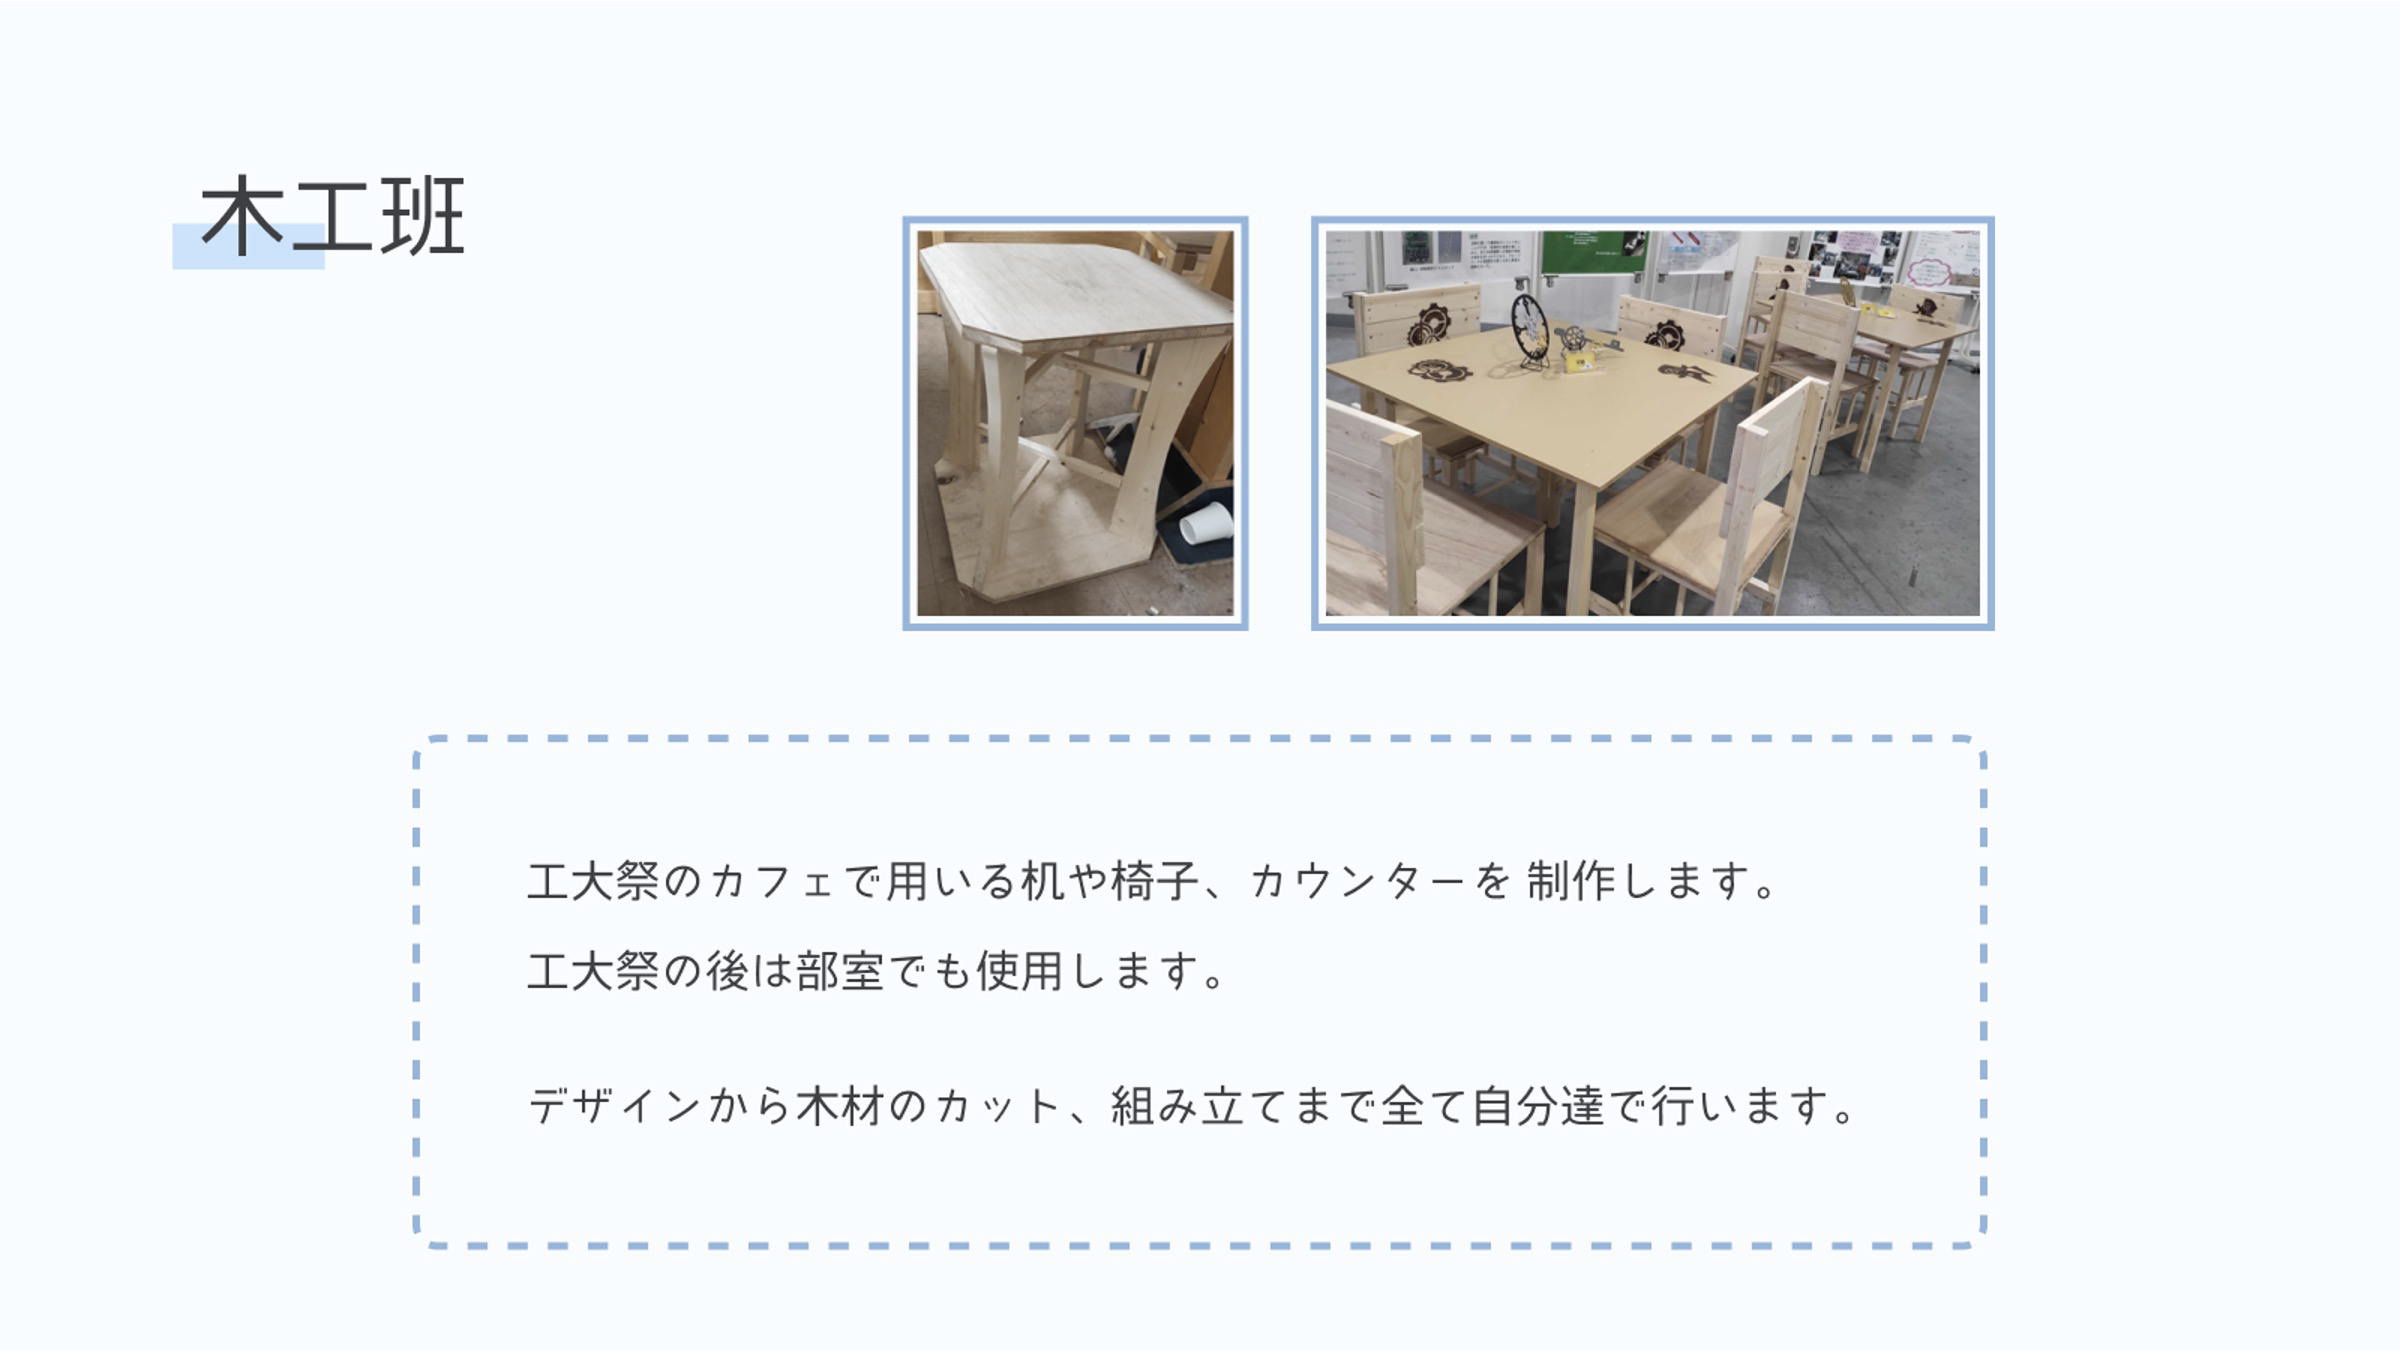 木工班
工大祭のカフェで用いる机や椅子、カウンターを 制作します。
工大祭の後は部室でも使用します。
デザインから木材のカット、組み立てまで全て自分達で行います。